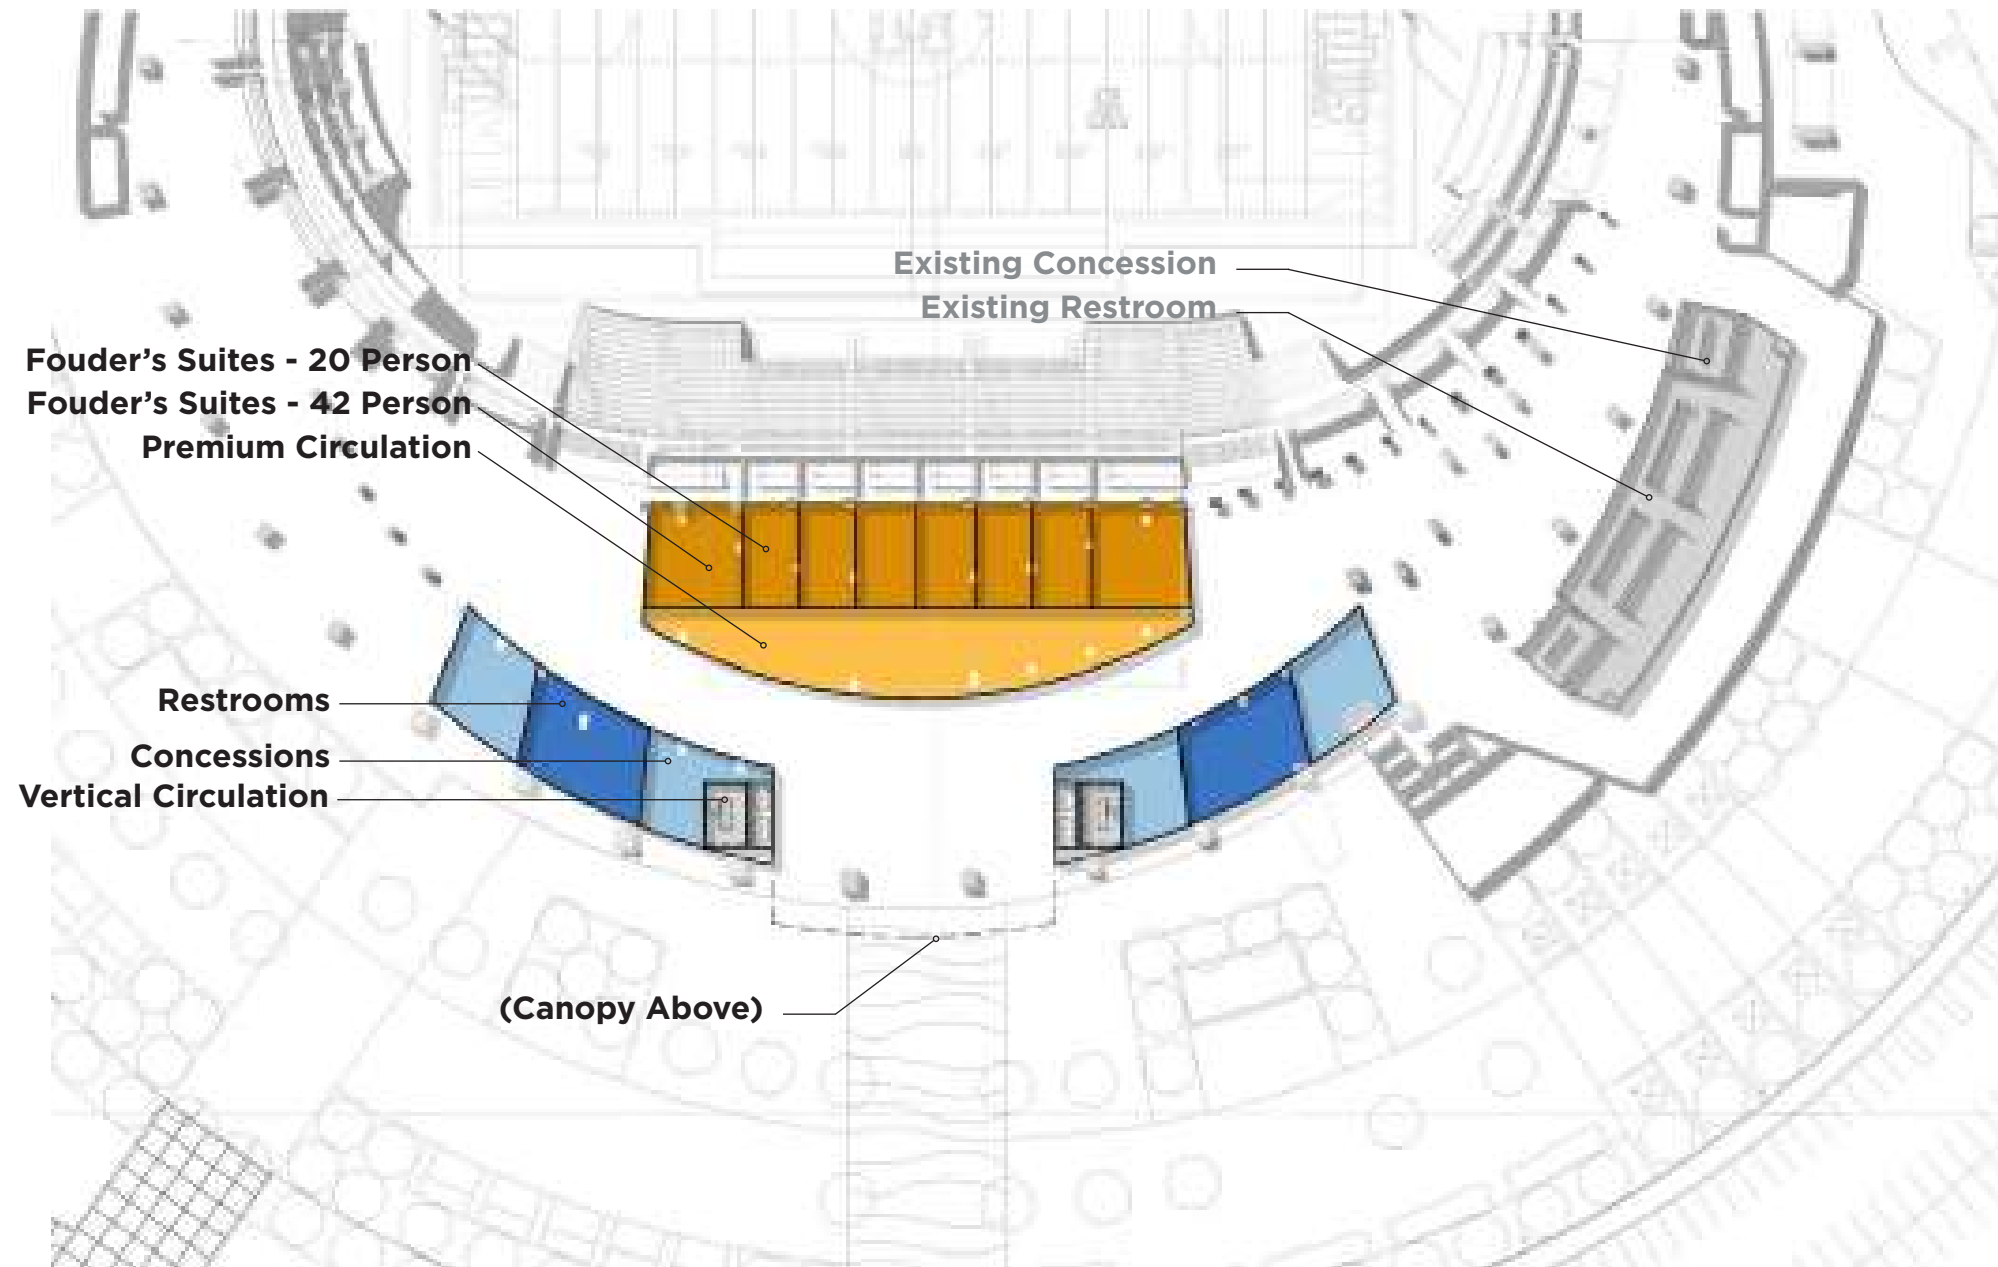 Existing Concession
Existing Restroom
Fouder’s Suites - 20 Person
Fouder’s Suites - 42 Person
Premium Circulation
Restrooms
Concessions
Vertical Circulation
(Canopy Above)